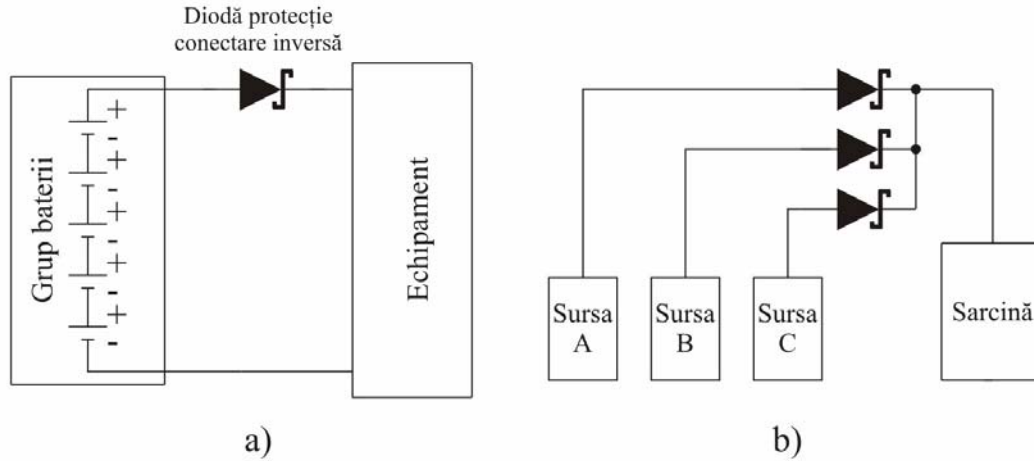 Diodă protecție
conectare inversă
Grup baterii
+
-
+
-
+
-
+
-
+
-
Echipament
a)
Sursa
A
Sursa
B
Sursa
C
Sarcină
b)